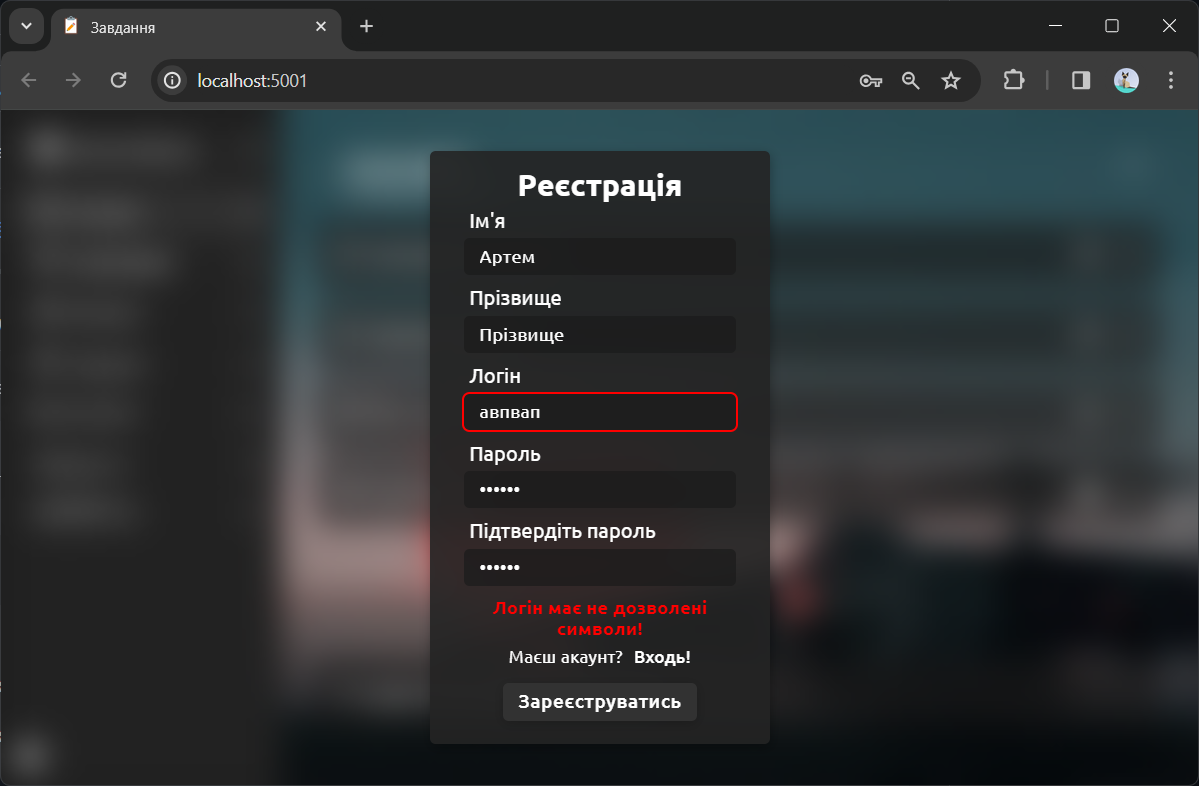 Завдання
localhost:5001
Реєстрація
Ім'я
Артем
Прізвище
Прізвище
Логін
авпвап
Пароль
••••••
Підтвердіть пароль
••••••
Логін має не дозволені
символи!
Маєш акаунт? Входь!
Зареєструватись